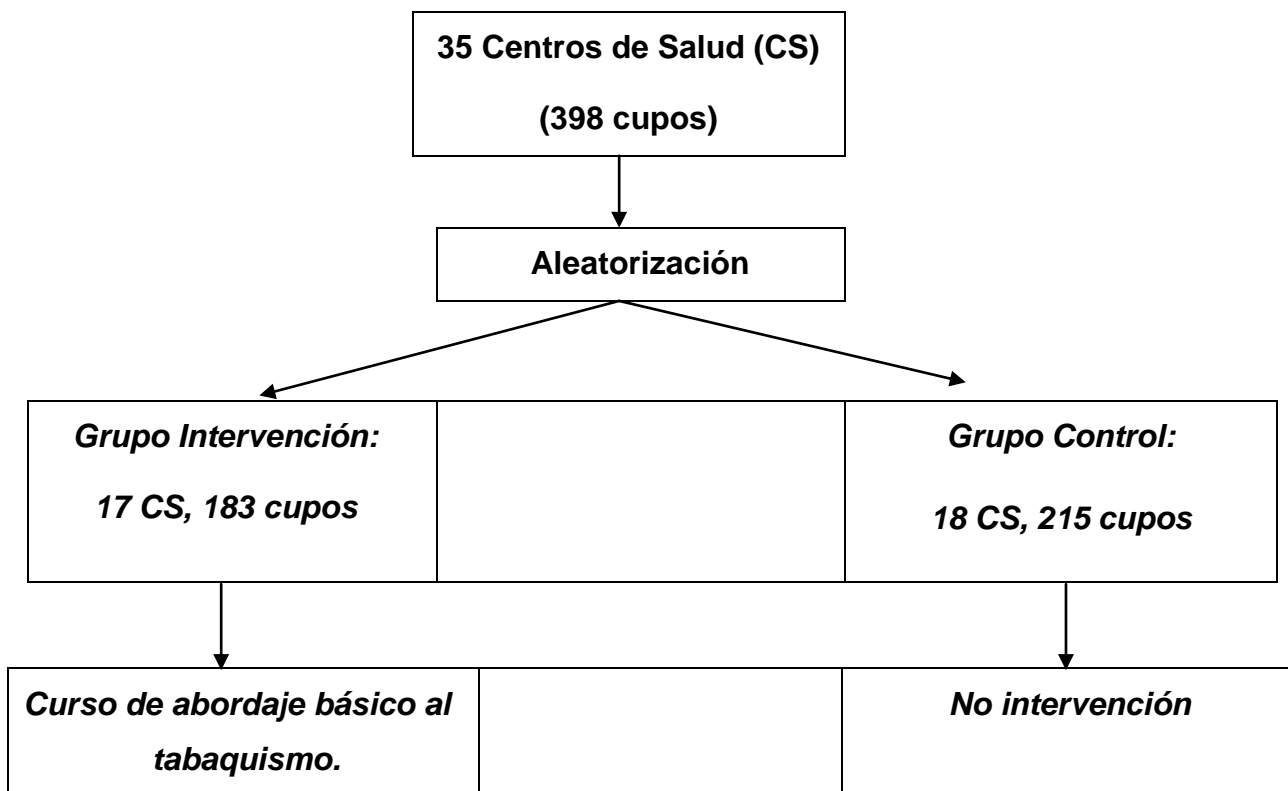 35 Centros de Salud (CS)
(398 cupos)
Aleatorización
Grupo Intervención:
17 CS, 183 cupos
Grupo Control:
18 CS, 215 cupos
Curso de abordaje básico al
tabaquismo.
No intervención